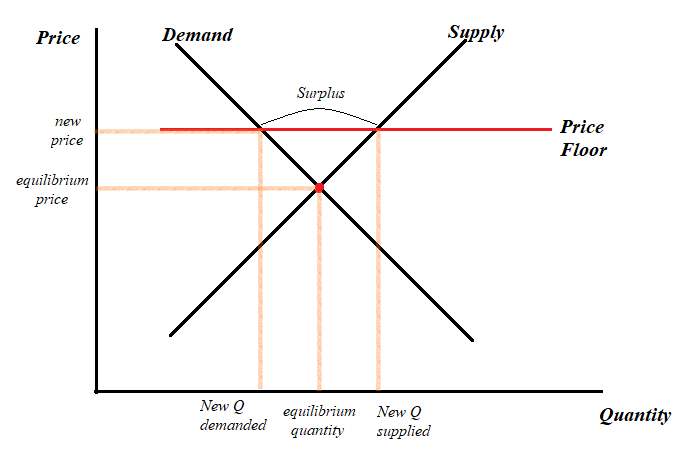 Price
Demand
Supply
Surplus
new
price
Price
Floor
equilibrium
price
New Q
demanded
equilibrium
quantity
New Q
supplied
Quantity